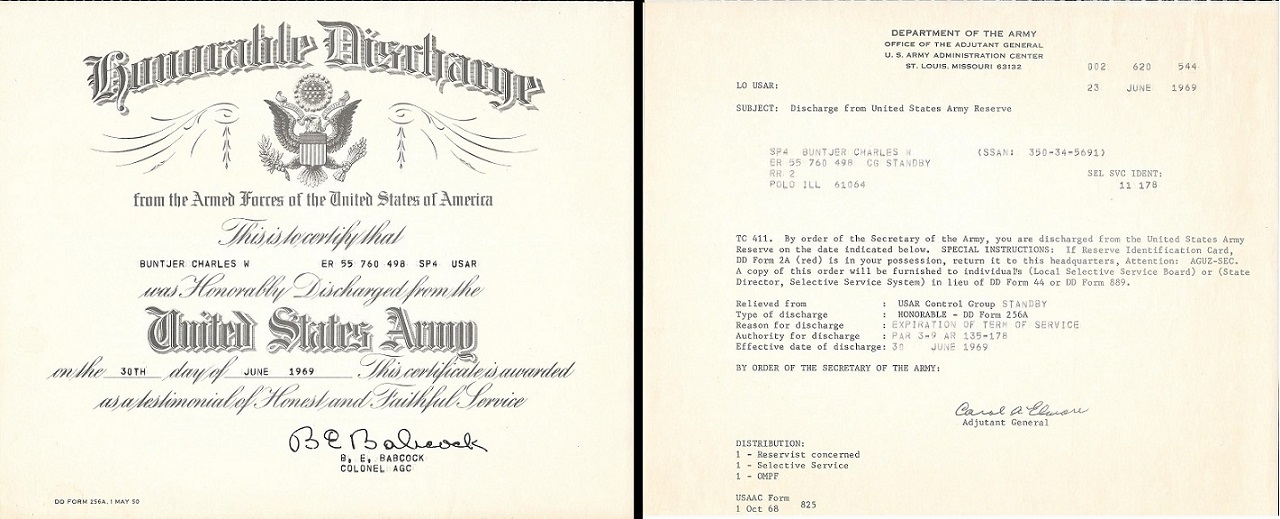 Honorable Discharge
from the Armed Forces of the United States of America
This is to certify that
BUNTJER CHARLES W ER 55 760 498 SP4 USAR
was Honorably Discharged from the
United States Army
on the 30TH day of JUNE 1969 This certificate is awarded
as a testimonial of Honest and Faithful Service
B E Babcock
B. E. BABCOCK
COLONEL AGC
DD FORM 256A, 1 MAY 50
DEPARTMENT OF THE ARMY
OFFICE OF THE ADJUTANT GENERAL
U. S. ARMY ADMINISTRATION CENTER
ST. LOUIS, MISSOURI 63132
002 620 544
LO USAR:
23 JUNE 1969
SUBJECT: Discharge from United States Army Reserve
SP4 BUNTJER CHARLES W (SSAN: 350-34-5691)
ER 55 760 498 CG STANDBY
RR 2 SEL SVC IDENT:
POLO ILL 61064 11 178
TC 411. By order of the Secretary of the Army, you are discharged from the United States Army
Reserve on the date indicated below. SPECIAL INSTRUCTIONS: If Reserve Identification Card,
DD Form 2A (red) is in your possession, return it to this headquarters, Attention: AGUZ-SEC.
A copy of this order will be furnished to individual's (Local Selective Service Board) or (State
Director, Selective Service System) in lieu of DD Form 44 or DD Form 889.
Relieved from : USAR Control Group STANDBY
Type of discharge : HONORABLE - DD Form 256A
Reason for discharge : EXPIRATION OF TERM OF SERVICE
Authority for discharge : PAR 3-9 AR 135-178
Effective date of discharge: 30 JUNE 1969
BY ORDER OF THE SECRETARY OF THE ARMY:
Carol A Elmore
Adjutant General
DISTRIBUTION:
1 - Reservist concerned
1 - Selective Service
1 - OMPF
USAAC Form 825
1 Oct 68